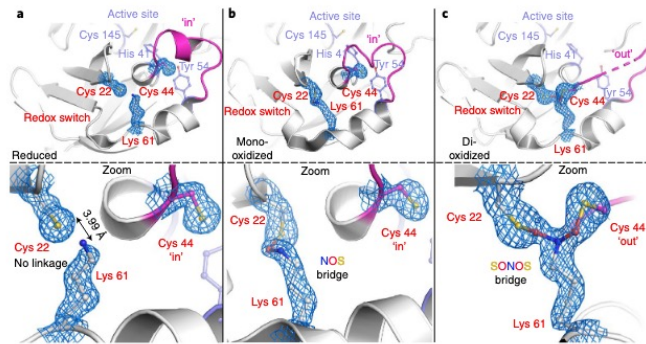 a
Active site
'in'
Cys 145
His 41
Tyr 54
Cys 22
Cys 44
Redox switch
Lys 61
Reduced
Zoom
3.99 Å
Cys 22
No linkage
Lys 61
Cys 44
'in'
b
Active site
'in'
Cys 145
His 41
Tyr 54
Cys 22
Cys 44
Lys 61
Redox switch
Mono-
oxidized
Zoom
Cys 22
Cys 44
'in'
NOS
bridge
Lys 61
c
Active site
Cys 145
His 41
'out'
Tyr 54
Cys 22
Cys 44
Redox switch
Lys 61
Di-
oxidized
Zoom
Cys 22
Cys 44
'out'
SONOS
bridge
Lys 61